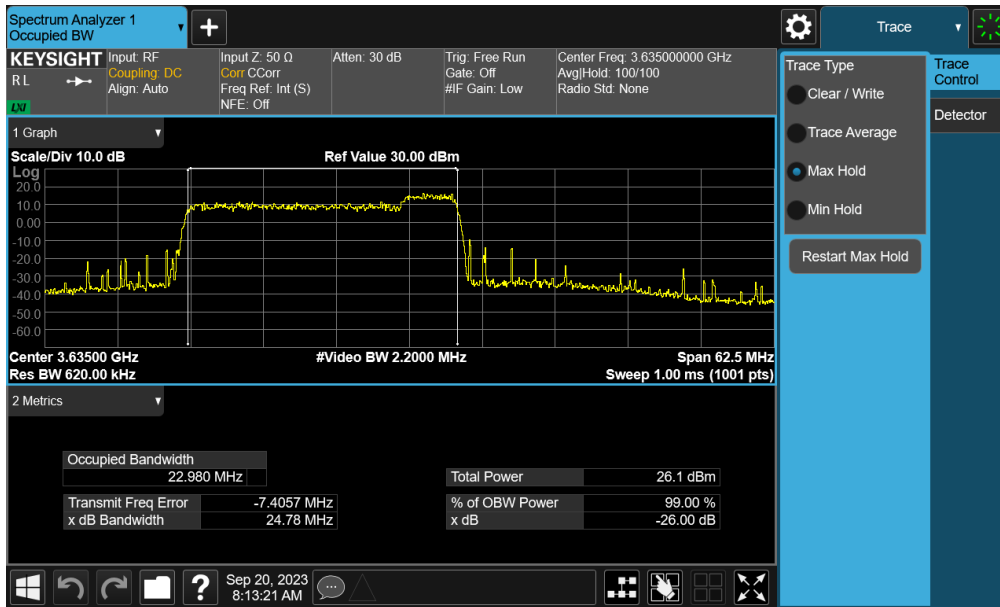 Spectrum Analyzer 1
Occupied BW
+
Trace
KEYSIGHT
R L
LXI
Input: RF
Coupling: DC
Align: Auto
Input Z: 50 Ω
Corr CCorr
Freq Ref: Int (S)
NFE: Off
Atten: 30 dB
Trig: Free Run
Gate: Off
#IF Gain: Low
Center Freq: 3.635000000 GHz
Avg|Hold: 100/100
Radio Std: None
1 Graph
Scale/Div 10.0 dB
Ref Value 30.00 dBm
Log
20.0
10.0
0.00
-10.0
-20.0
-30.0
-40.0
-50.0
-60.0
Center 3.63500 GHz
#Video BW 2.2000 MHz
Span 62.5 MHz
Res BW 620.00 kHz
Sweep 1.00 ms (1001 pts)
2 Metrics
Occupied Bandwidth
22.980 MHz
Total Power 26.1 dBm
Transmit Freq Error -7.4057 MHz
% of OBW Power 99.00 %
x dB Bandwidth 24.78 MHz
x dB -26.00 dB
Trace Type
Clear / Write
Trace Average
Max Hold
Min Hold
Restart Max Hold
Trace
Control
Detector
?
Sep 20, 2023
8:13:21 AM
...